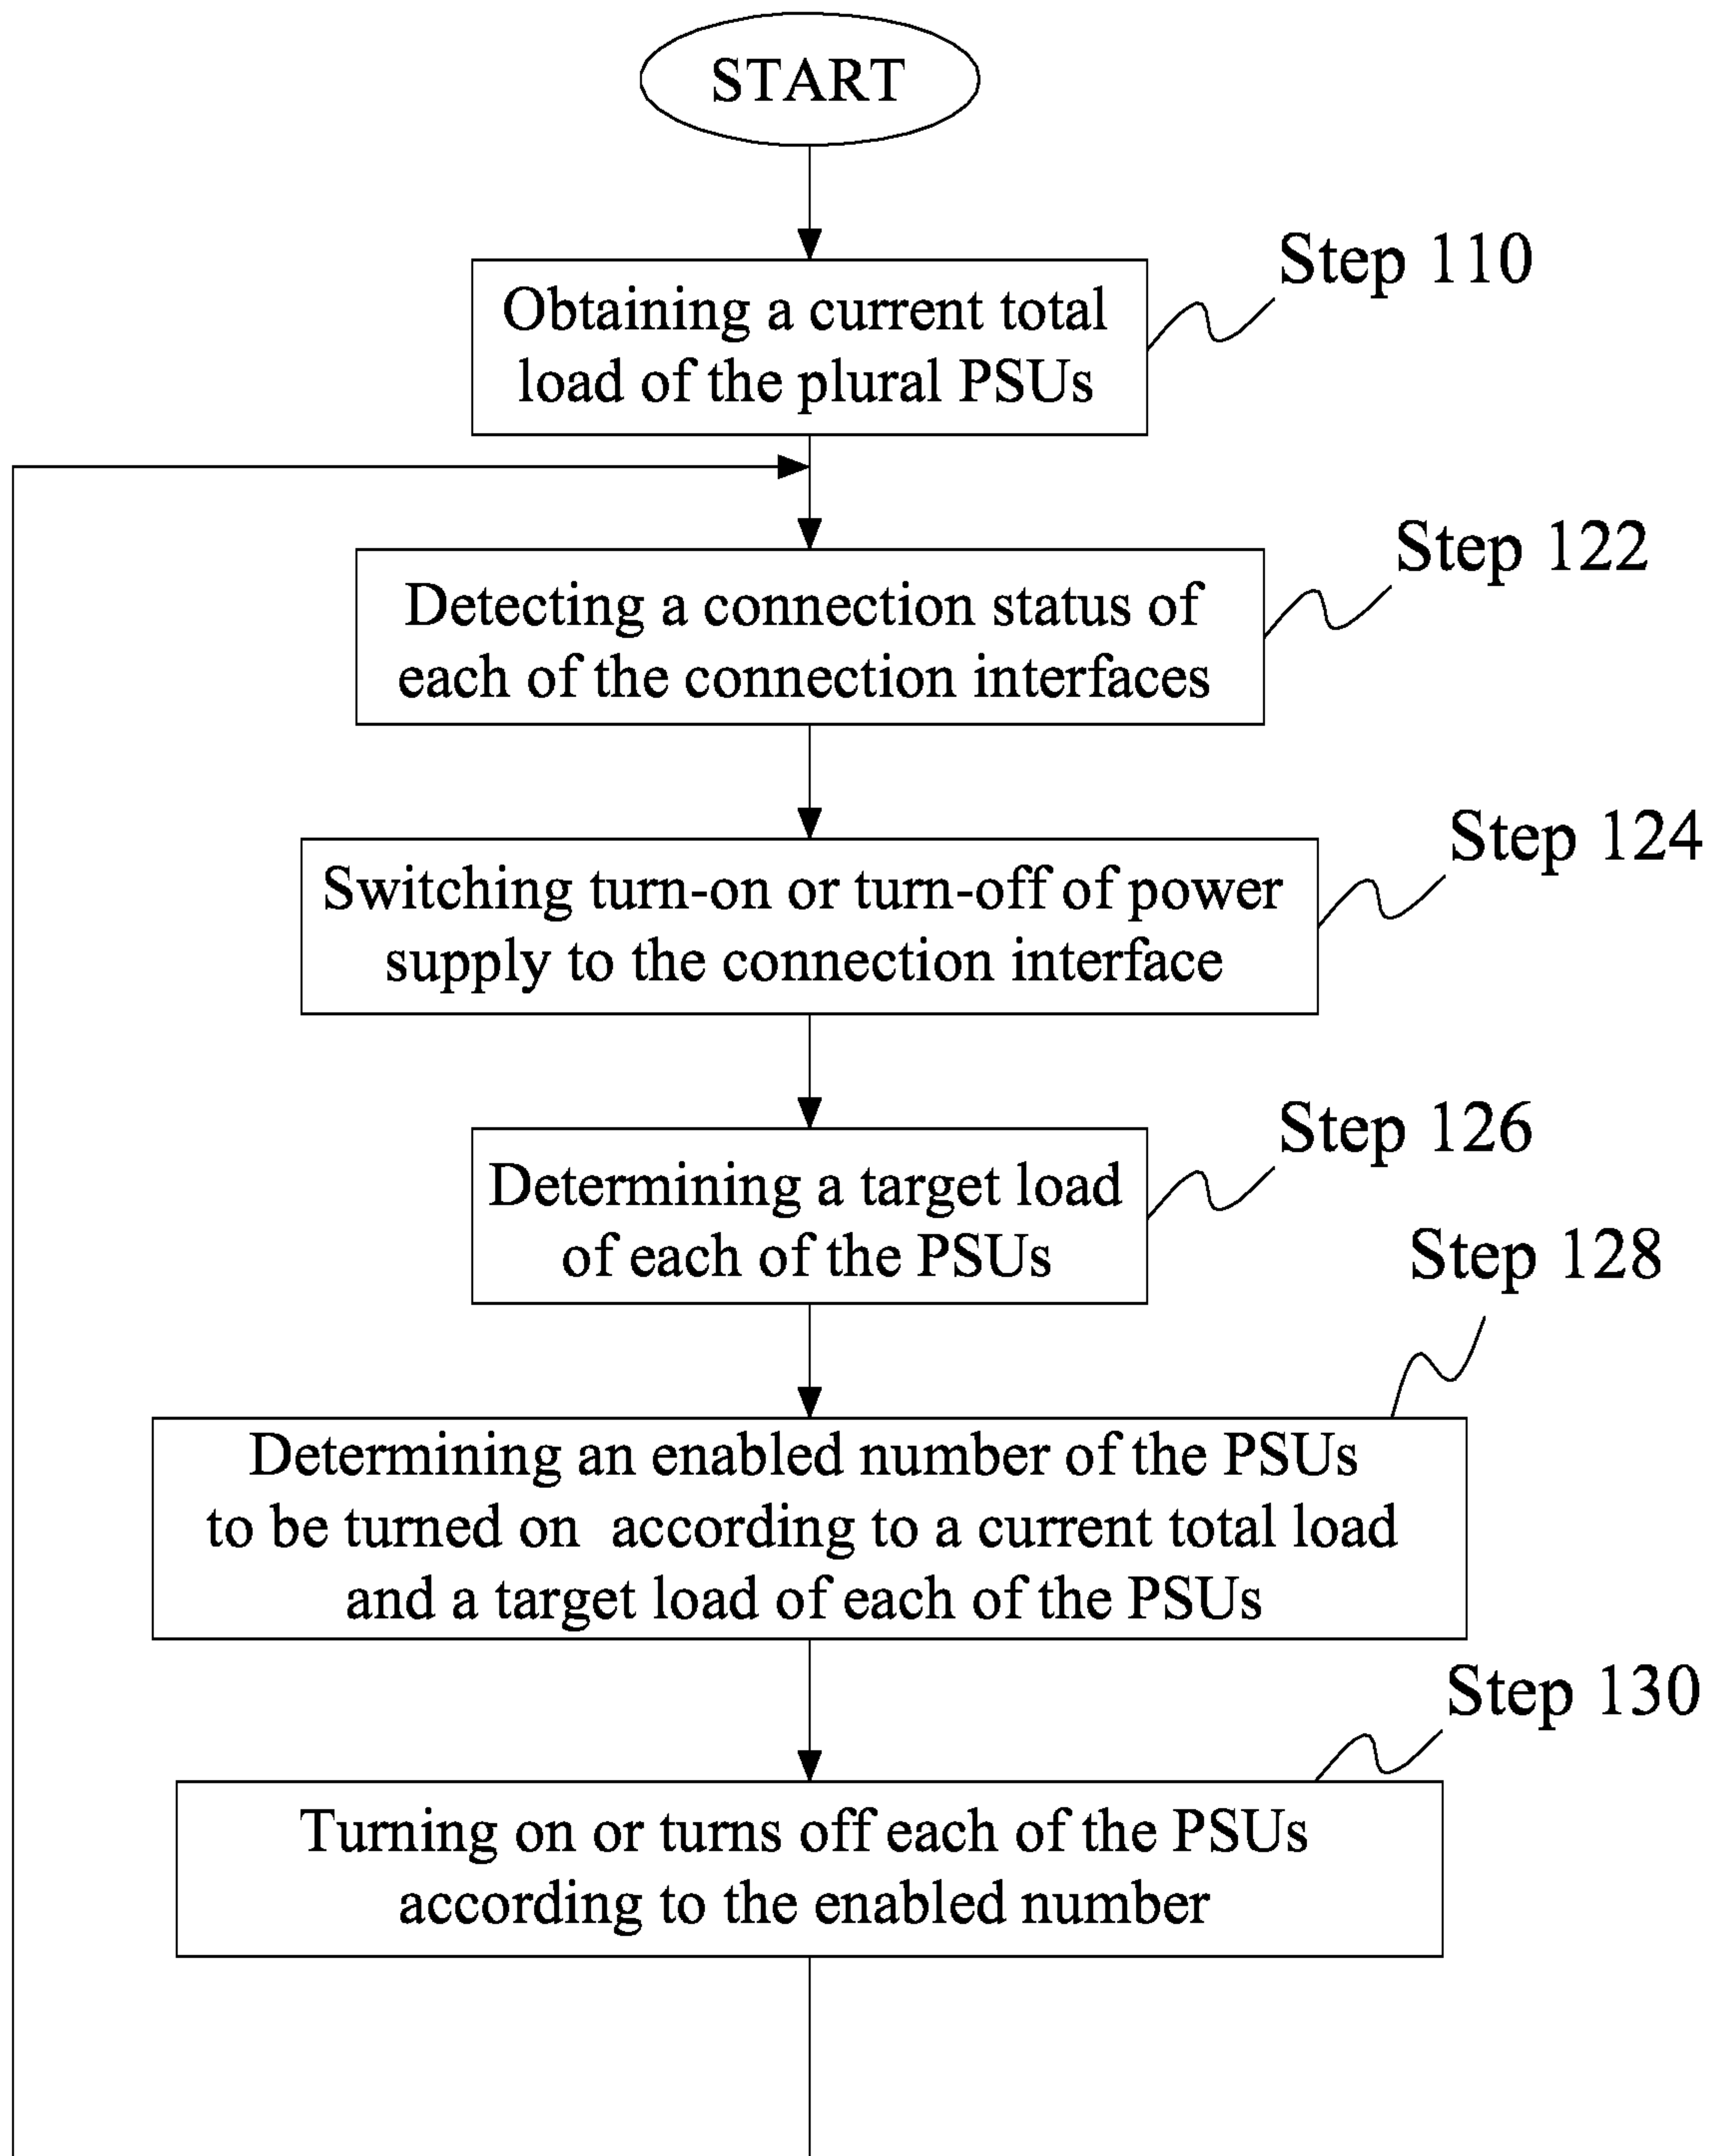 START
Step 110
Obtaining a current total
load of the plural PSUs
Step 122
Detecting a connection status of
each of the connection interfaces
Step 124
Switching turn-on or turn-off of power
supply to the connection interface
Step 126
Determining a target load
of each of the PSUs
Step 128
Determining an enabled number of the PSUs
to be turned on according to a current total load
and a target load of each of the PSUs
Step 130
Turning on or turns off each of the PSUs
according to the enabled number